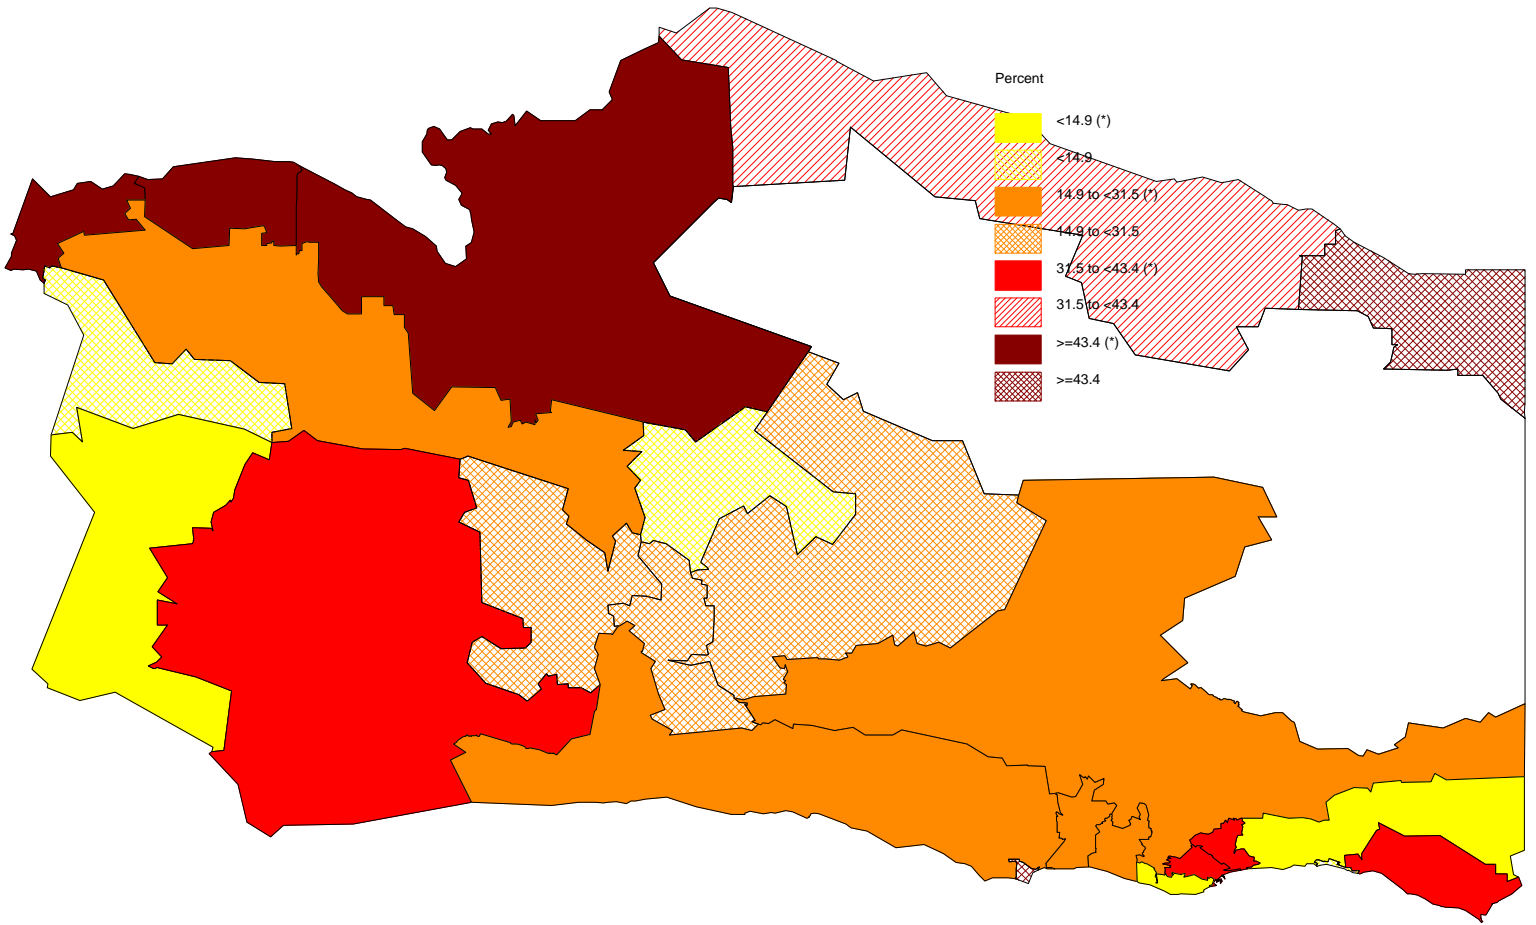 Percent
<14.9 (*)
<14.9
14.9 to <31.5 (*)
14.9 to <31.5
31.5 to <43.4 (*)
31.5 to <43.4
>=43.4 (*)
>=43.4